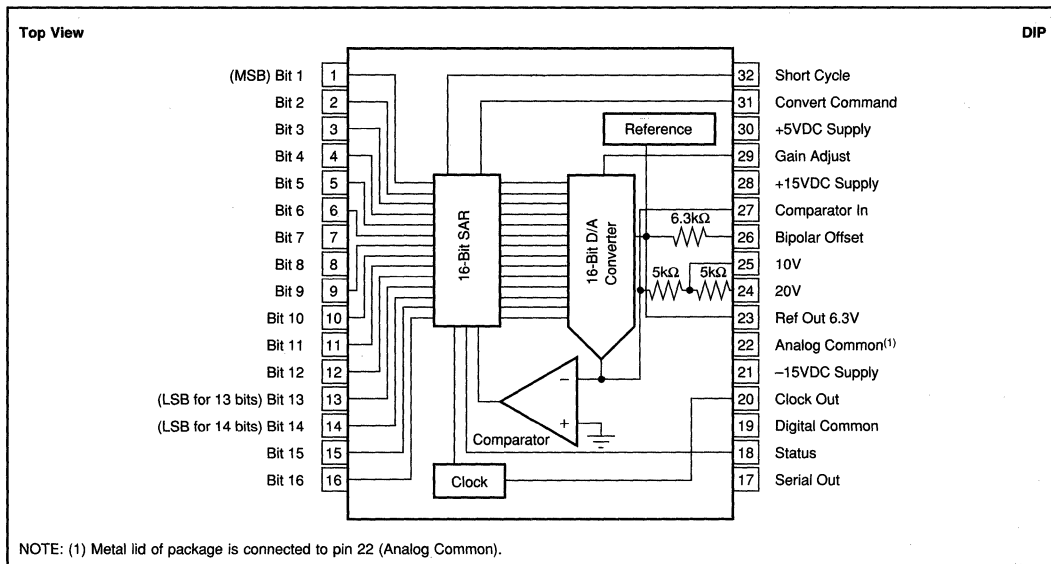 Top View
DIP
(MSB) Bit 1
Bit 2
Bit 3
Bit 4
Bit 5
Bit 6
Bit 7
Bit 8
Bit 9
Bit 10
Bit 11
Bit 12
(LSB for 13 bits) Bit 13
(LSB for 14 bits) Bit 14
Bit 15
Bit 16
1
2
3
4
5
6
7
8
9
10
11
12
13
14
15
16
16-Bit SAR
16-Bit D/A
Converter
Reference
6.3kΩ
5kΩ
5kΩ
−
+
Comparator
Clock
32 Short Cycle
31 Convert Command
30 +5VDC Supply
29 Gain Adjust
28 +15VDC Supply
27 Comparator In
26 Bipolar Offset
25 10V
24 20V
23 Ref Out 6.3V
22 Analog Common(1)
21 –15VDC Supply
20 Clock Out
19 Digital Common
18 Status
17 Serial Out
NOTE: (1) Metal lid of package is connected to pin 22 (Analog Common).